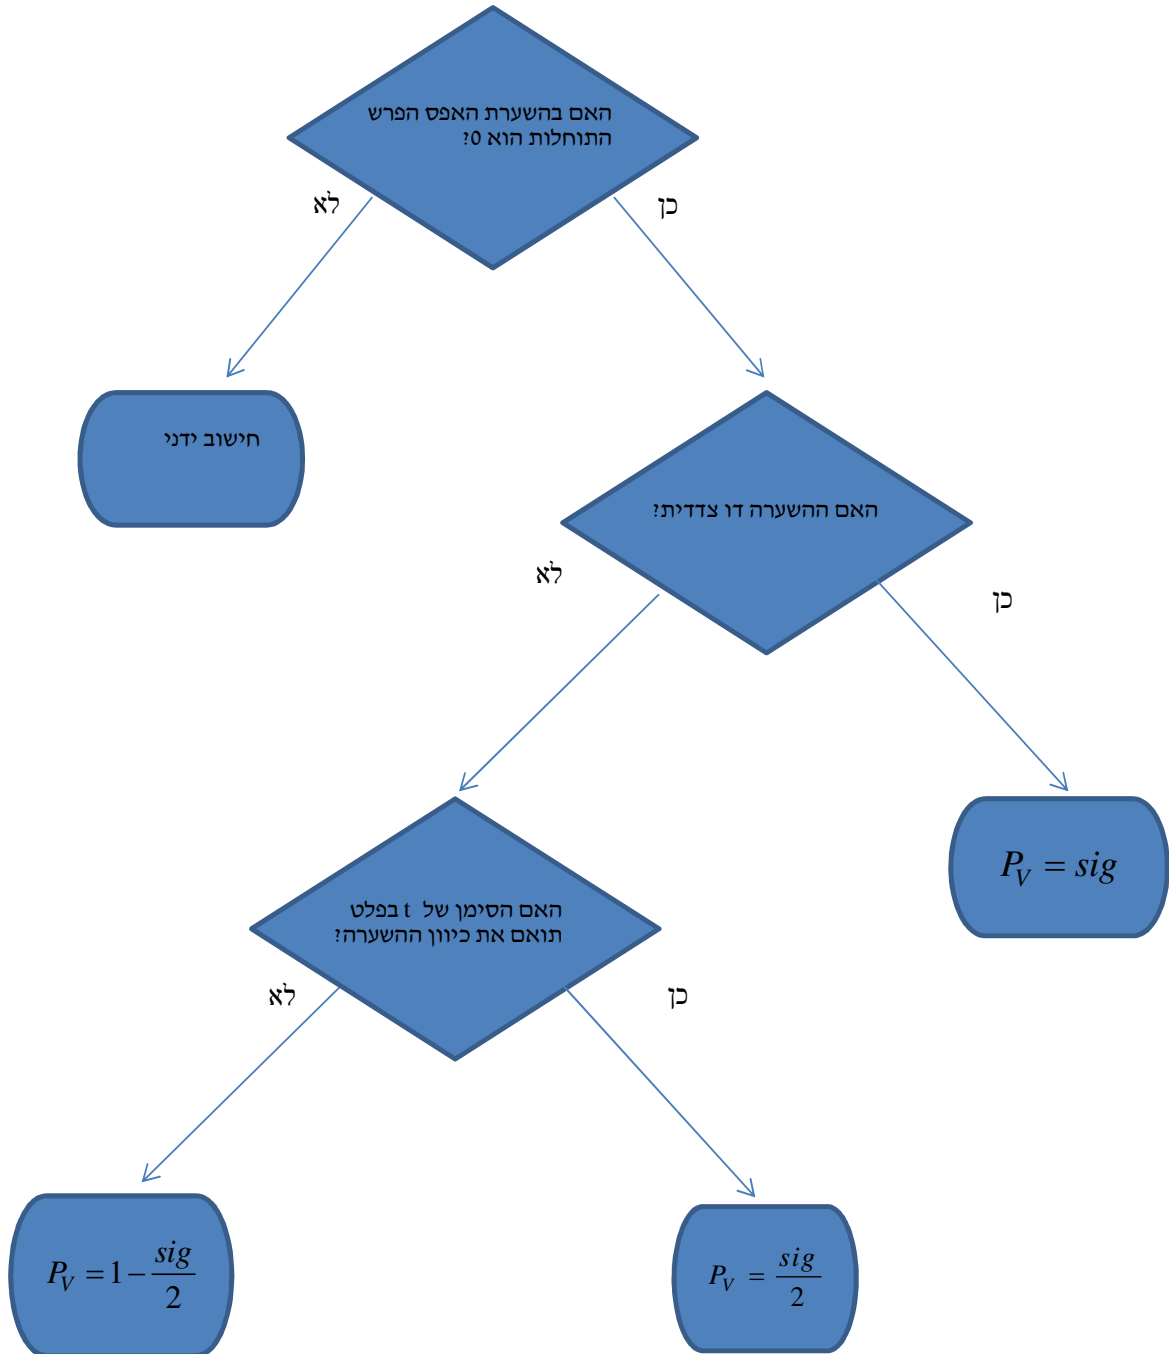 האם בהשערת האפס הפרש
התוחלות הוא 0?
כן
לא
חישוב ידני
האם ההשערה דו צדדית?
לא
כן
P_V = sig
האם הסימן של t בפלט
תואם את כיוון ההשערה?
כן
לא
P_V = sig/2
P_V = 1 − sig/2